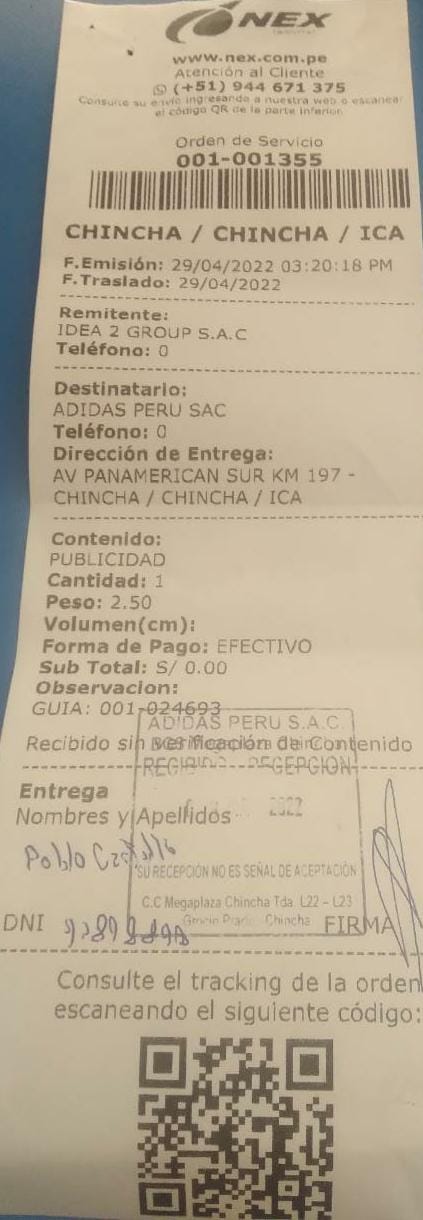 NEX
www.nex.com.pe
Atención al Cliente
(+51) 944 671 375
Consulte su envío ingresando a nuestra web o escanear
el código QR de la parte inferior.
Orden de Servicio
001-001355
CHINCHA / CHINCHA / ICA
F.Emisión: 29/04/2022 03:20:18 PM
F.Traslado: 29/04/2022
Remitente:
IDEA 2 GROUP S.A.C
Teléfono: 0
Destinatario:
ADIDAS PERU SAC
Teléfono: 0
Dirección de Entrega:
AV PANAMERICAN SUR KM 197 -
CHINCHA / CHINCHA / ICA
Contenido:
PUBLICIDAD
Cantidad: 1
Peso: 2.50
Volumen(cm):
Forma de Pago: EFECTIVO
Sub Total: S/ 0.00
Observacion:
GUIA: 001-024693
ADIDAS PERU S.A.C.
Recibido sin Verificación de Contenido
RECIBIDO - RECEPCION
Entrega
2022
Nombres y Apellidos
Pablo
SU RECEPCIÓN NO ES SEÑAL DE ACEPTACIÓN
C.C Megaplaza Chincha Tda. L22 - L23
Chincha
DNI FIRMA
Consulte el tracking de la orden
escaneando el siguiente código: